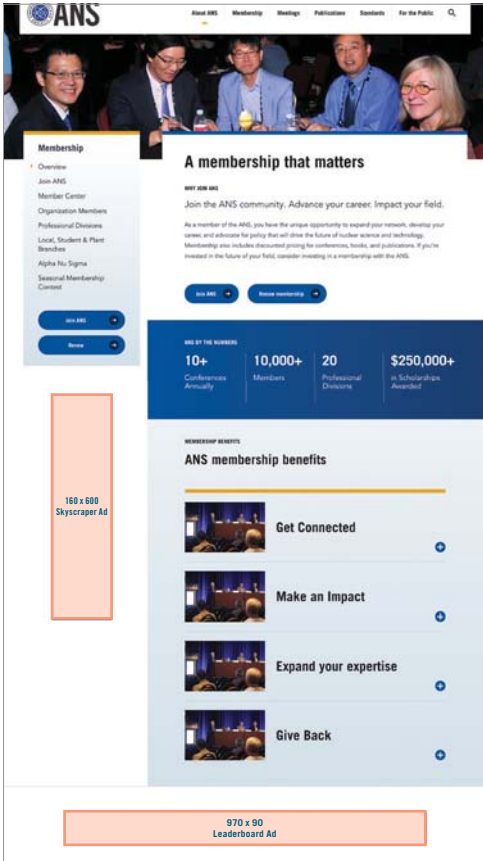 ANS
About ANS Membership Meetings Publications Standards For the Public
Membership
Overview
Join ANS
Member Center
Organization Members
Professional Divisions
Local, Student & Plant
Branches
Alpha Nu Sigma
Seasonal Membership
Contest
Join ANS
Renew
A membership that matters
WHY JOIN ANS
Join the ANS community. Advance your career. Impact your field.
As a member of the ANS, you have the unique opportunity to expand your network, develop your
career, and advocate for policy that will drive the future of nuclear science and technology.
Membership also includes discounted pricing for conferences, books, and publications. If you're
invested in the future of your field, consider investing in a membership with the ANS.
Join ANS
Renew membership
ANS BY THE NUMBERS
10+
Conferences
Annually
10,000+
Members
20
Professional
Divisions
$250,000+
in Scholarships
Awarded
MEMBERSHIP BENEFITS
ANS membership benefits
Get Connected
Make an Impact
Expand your expertise
Give Back
160 x 600
Skyscraper Ad
970 x 90
Leaderboard Ad